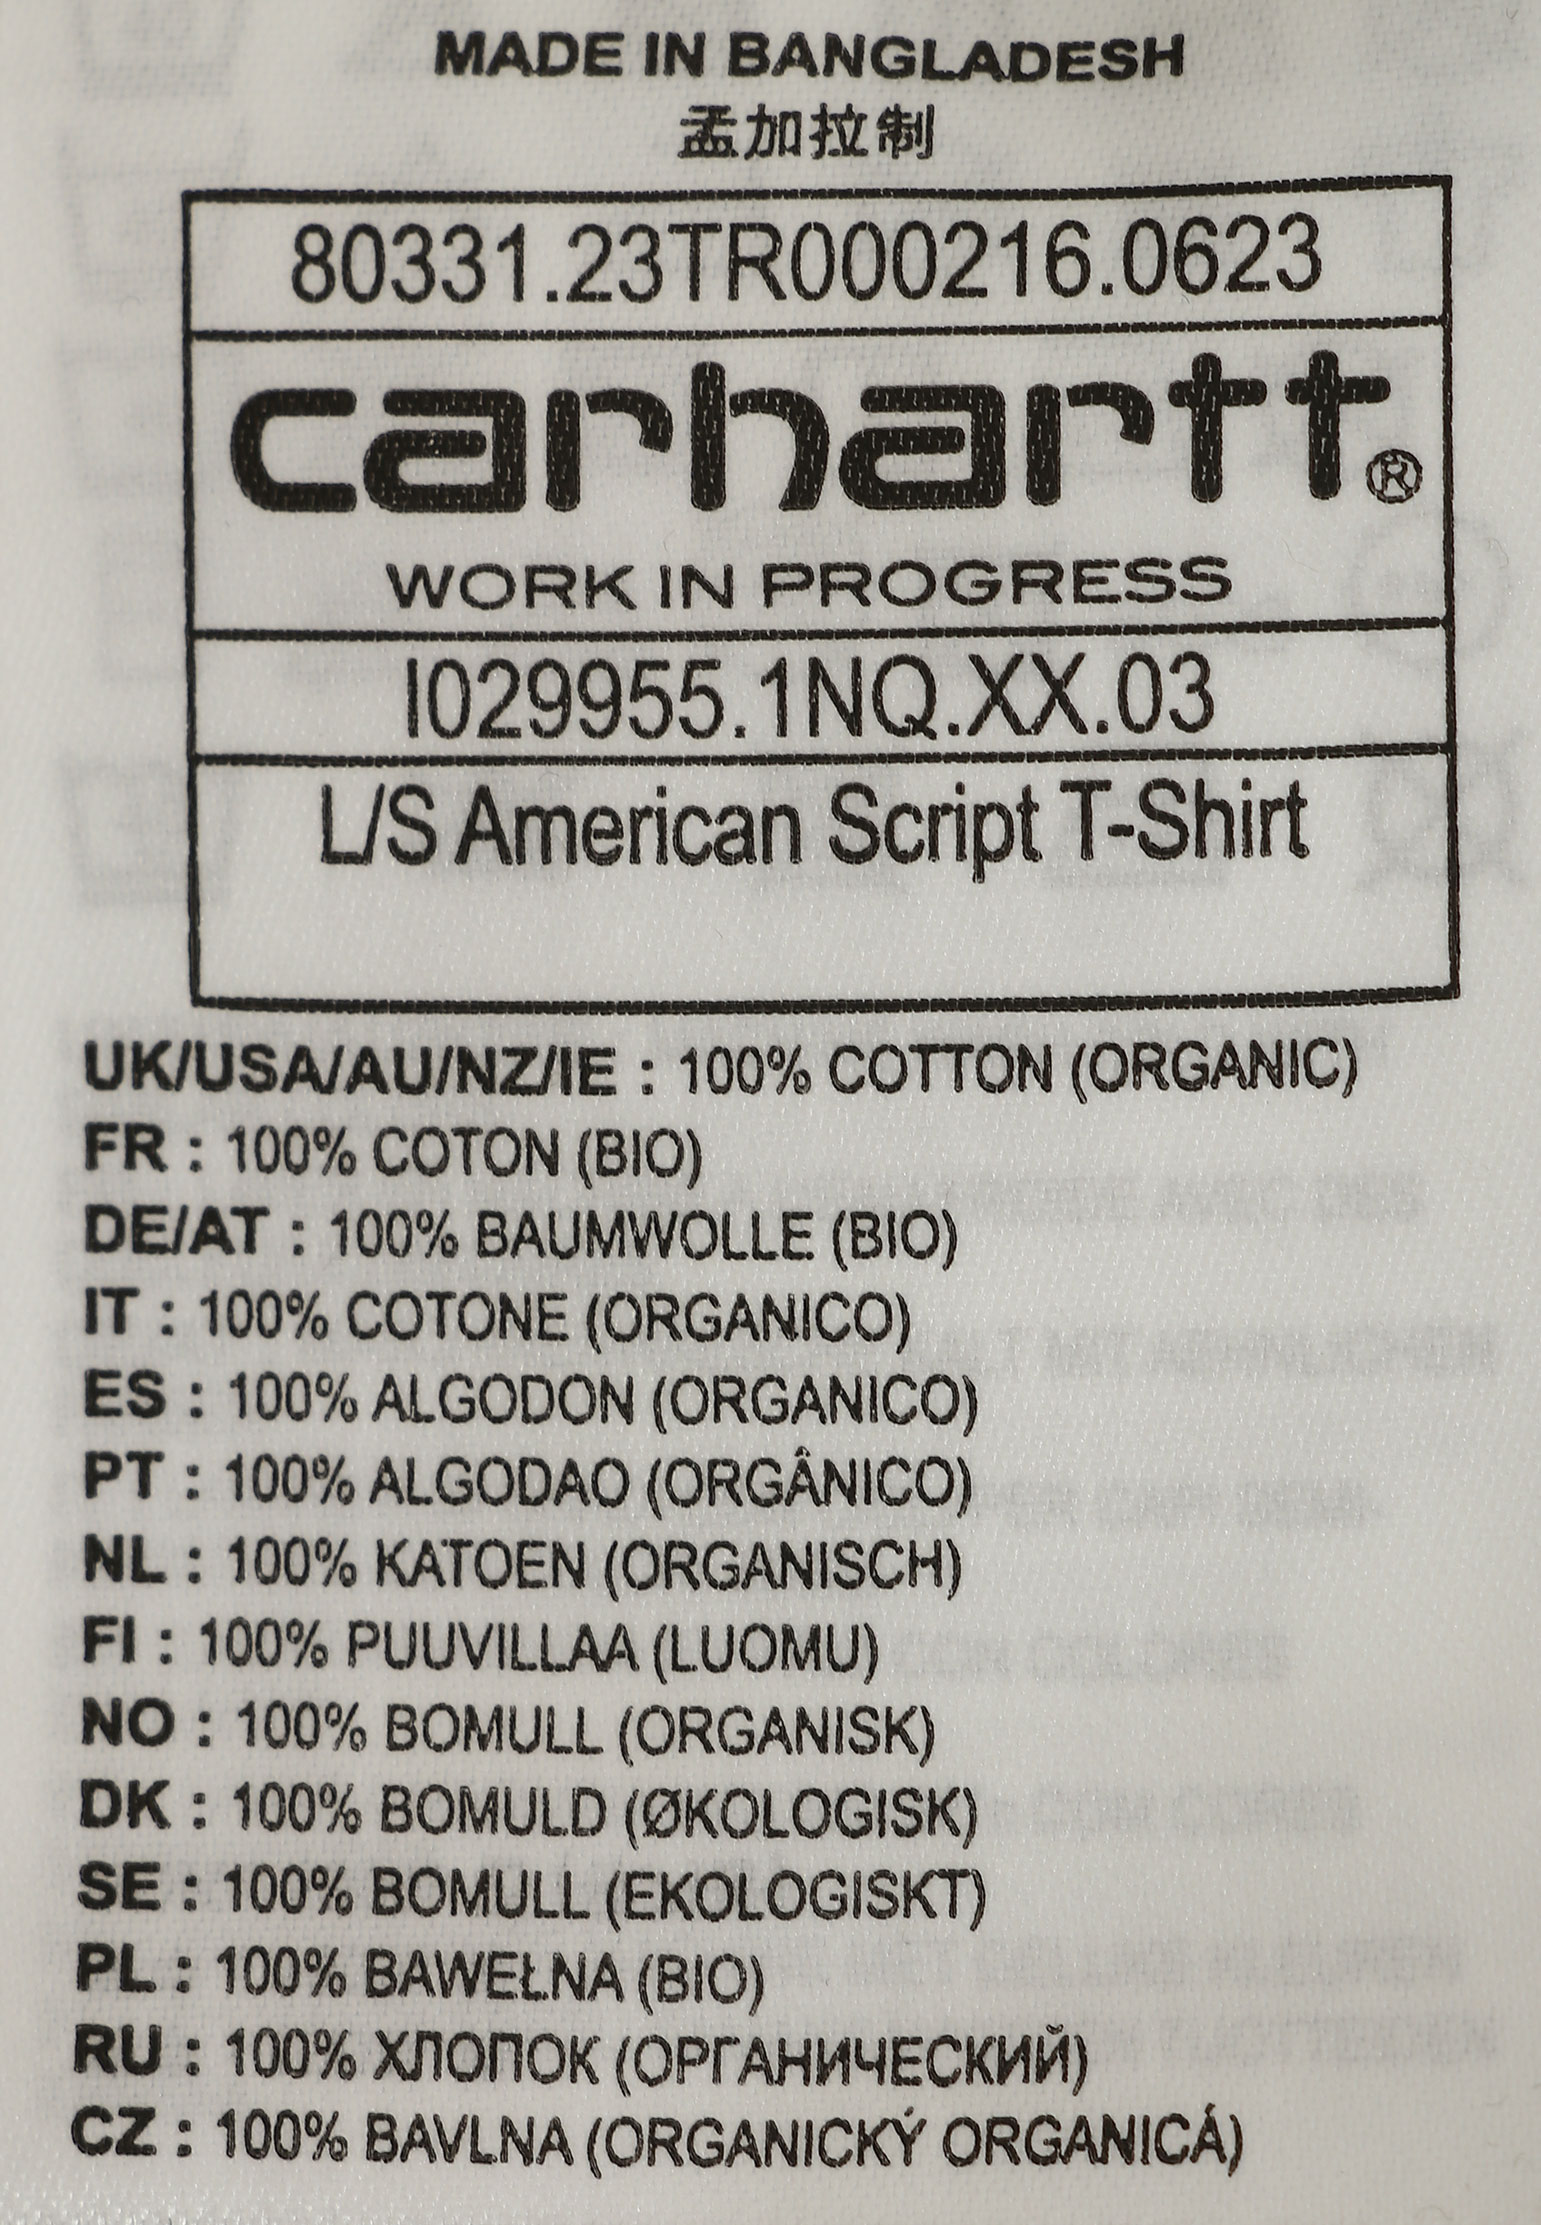 MADE IN BANGLADESH
孟加拉制
80331.23TR000216.0623
carhartt®
WORK IN PROGRESS
I029955.1NQ.XX.03
L/S American Script T-Shirt
UK/USA/AU/NZ/IE : 100% COTTON (ORGANIC)
FR : 100% COTON (BIO)
DE/AT : 100% BAUMWOLLE (BIO)
IT : 100% COTONE (ORGANICO)
ES : 100% ALGODON (ORGANICO)
PT : 100% ALGODAO (ORGÂNICO)
NL : 100% KATOEN (ORGANISCH)
FI : 100% PUUVILLAA (LUOMU)
NO : 100% BOMULL (ORGANISK)
DK : 100% BOMULD (ØKOLOGISK)
SE : 100% BOMULL (EKOLOGISKT)
PL : 100% BAWEŁNA (BIO)
RU : 100% ХЛОПОК (ОРГАНИЧЕСКИЙ)
CZ : 100% BAVLNA (ORGANICKÝ ORGANICÁ)